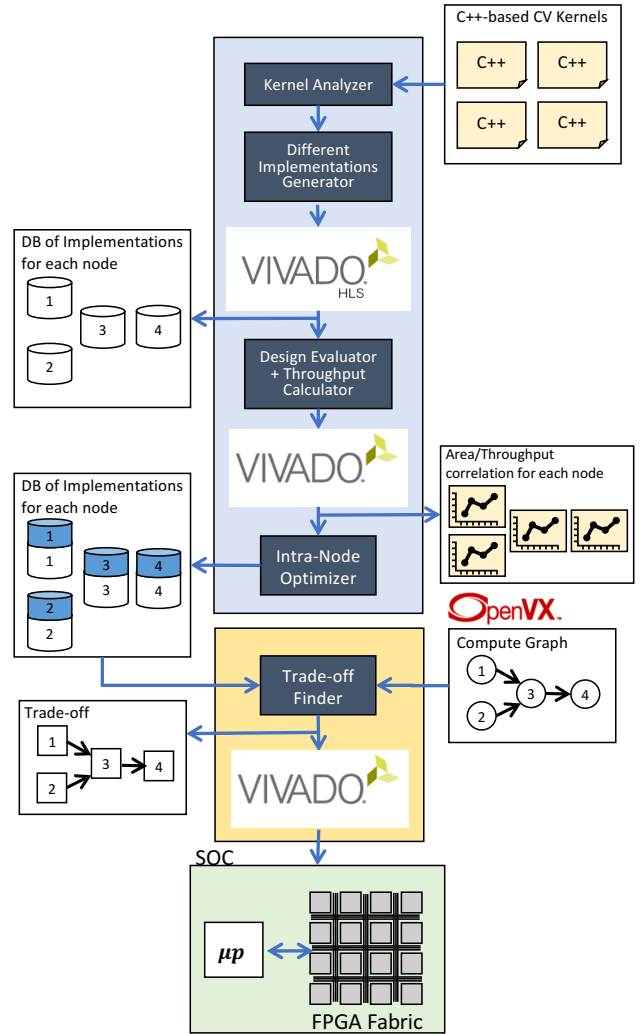 C++-based CV Kernels
C++
C++
C++
C++
Kernel Analyzer
Different
Implementations
Generator
VIVADO.
HLS
DB of Implementations
for each node
1
3
4
2
Design Evaluator
+ Throughput
Calculator
VIVADO.
Area/Throughput
correlation for each node
DB of Implementations
for each node
1
1
3
3
4
4
2
2
Intra-Node
Optimizer
OpenVX™
Compute Graph
1
2
3
4
Trade-off
Finder
Trade-off
1
2
3
4
VIVADO.
SOC
μp
FPGA Fabric